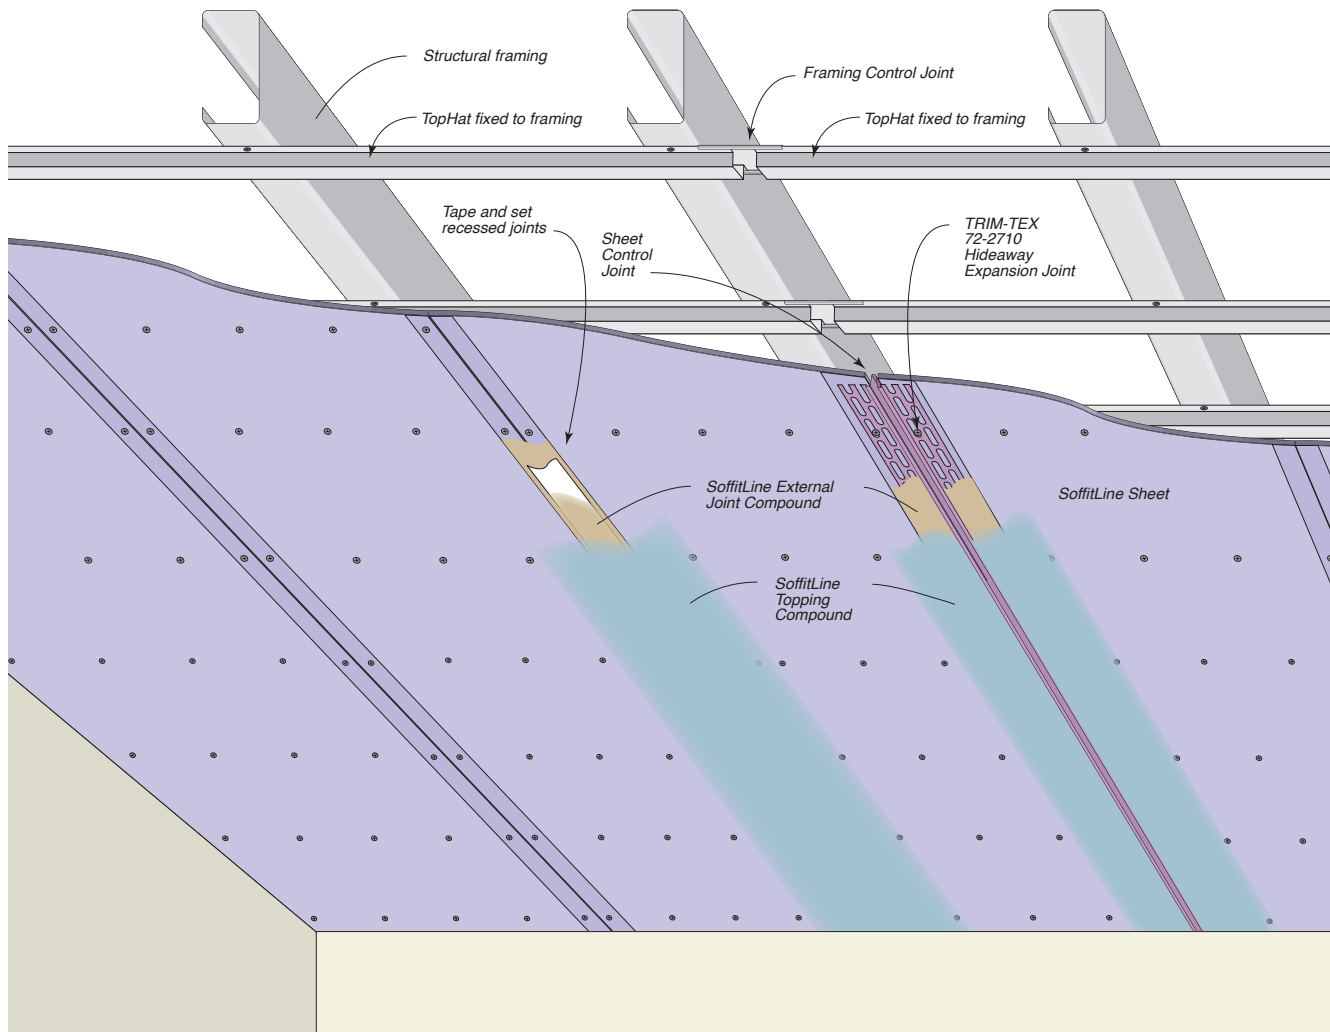 Structural framing
Framing Control Joint
TopHat fixed to framing
TopHat fixed to framing
Tape and set
recessed joints
Sheet
Control
Joint
TRIM-TEX
72-2710
Hideaway
Expansion Joint
SoffitLine External
Joint Compound
SoffitLine Sheet
SoffitLine
Topping
Compound